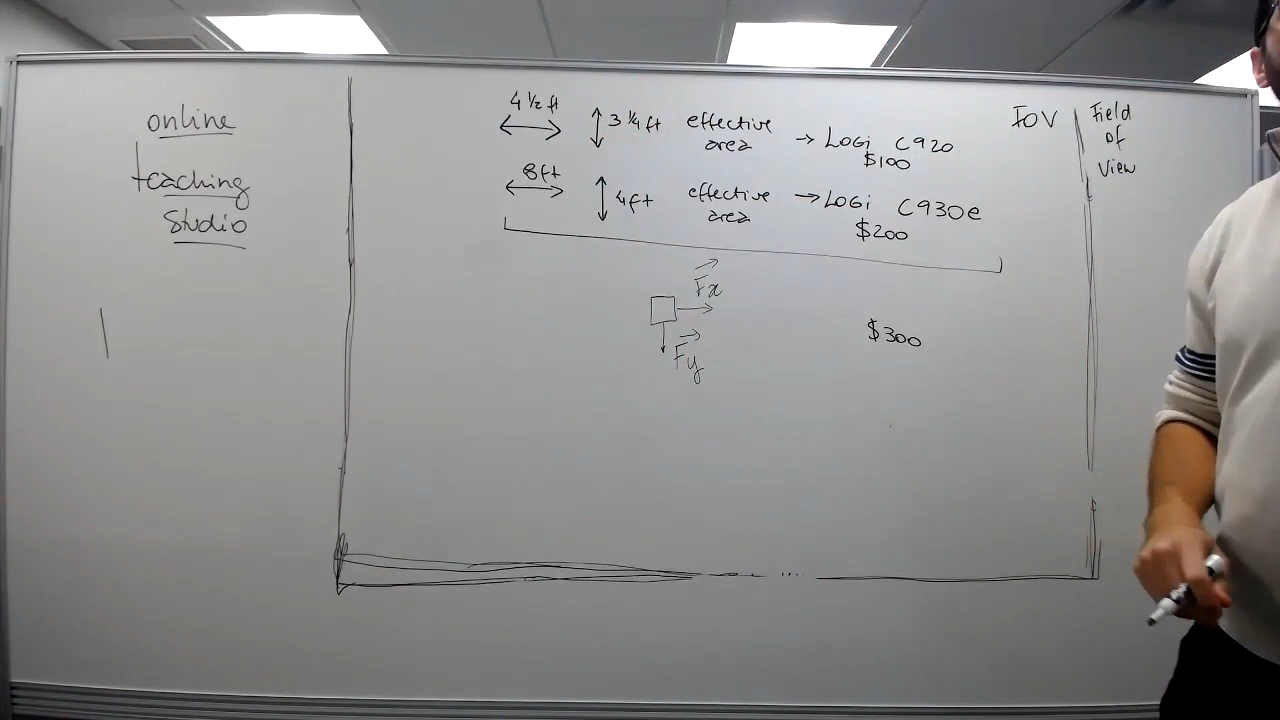 online
teaching
studio
4 ½ ft 3 ¼ ft effective area → Logi C920
$100
8ft 4ft effective area → Logi C930e
$200
Fx
Fy
$300
FOV
Field
of
View